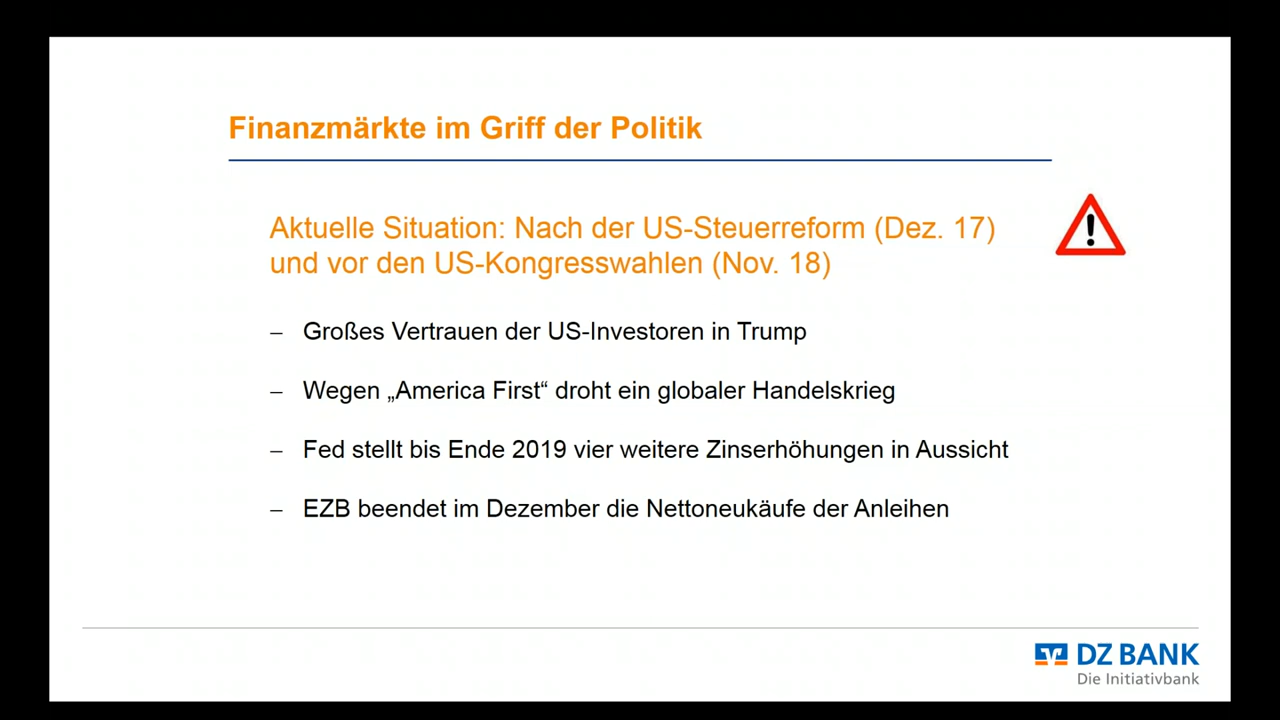 Finanzmärkte im Griff der Politik
Aktuelle Situation: Nach der US-Steuerreform (Dez. 17)
und vor den US-Kongresswahlen (Nov. 18)
– Großes Vertrauen der US-Investoren in Trump
– Wegen „America First“ droht ein globaler Handelskrieg
– Fed stellt bis Ende 2019 vier weitere Zinserhöhungen in Aussicht
– EZB beendet im Dezember die Nettoneukäufe der Anleihen
DZ BANK
Die Initiativbank